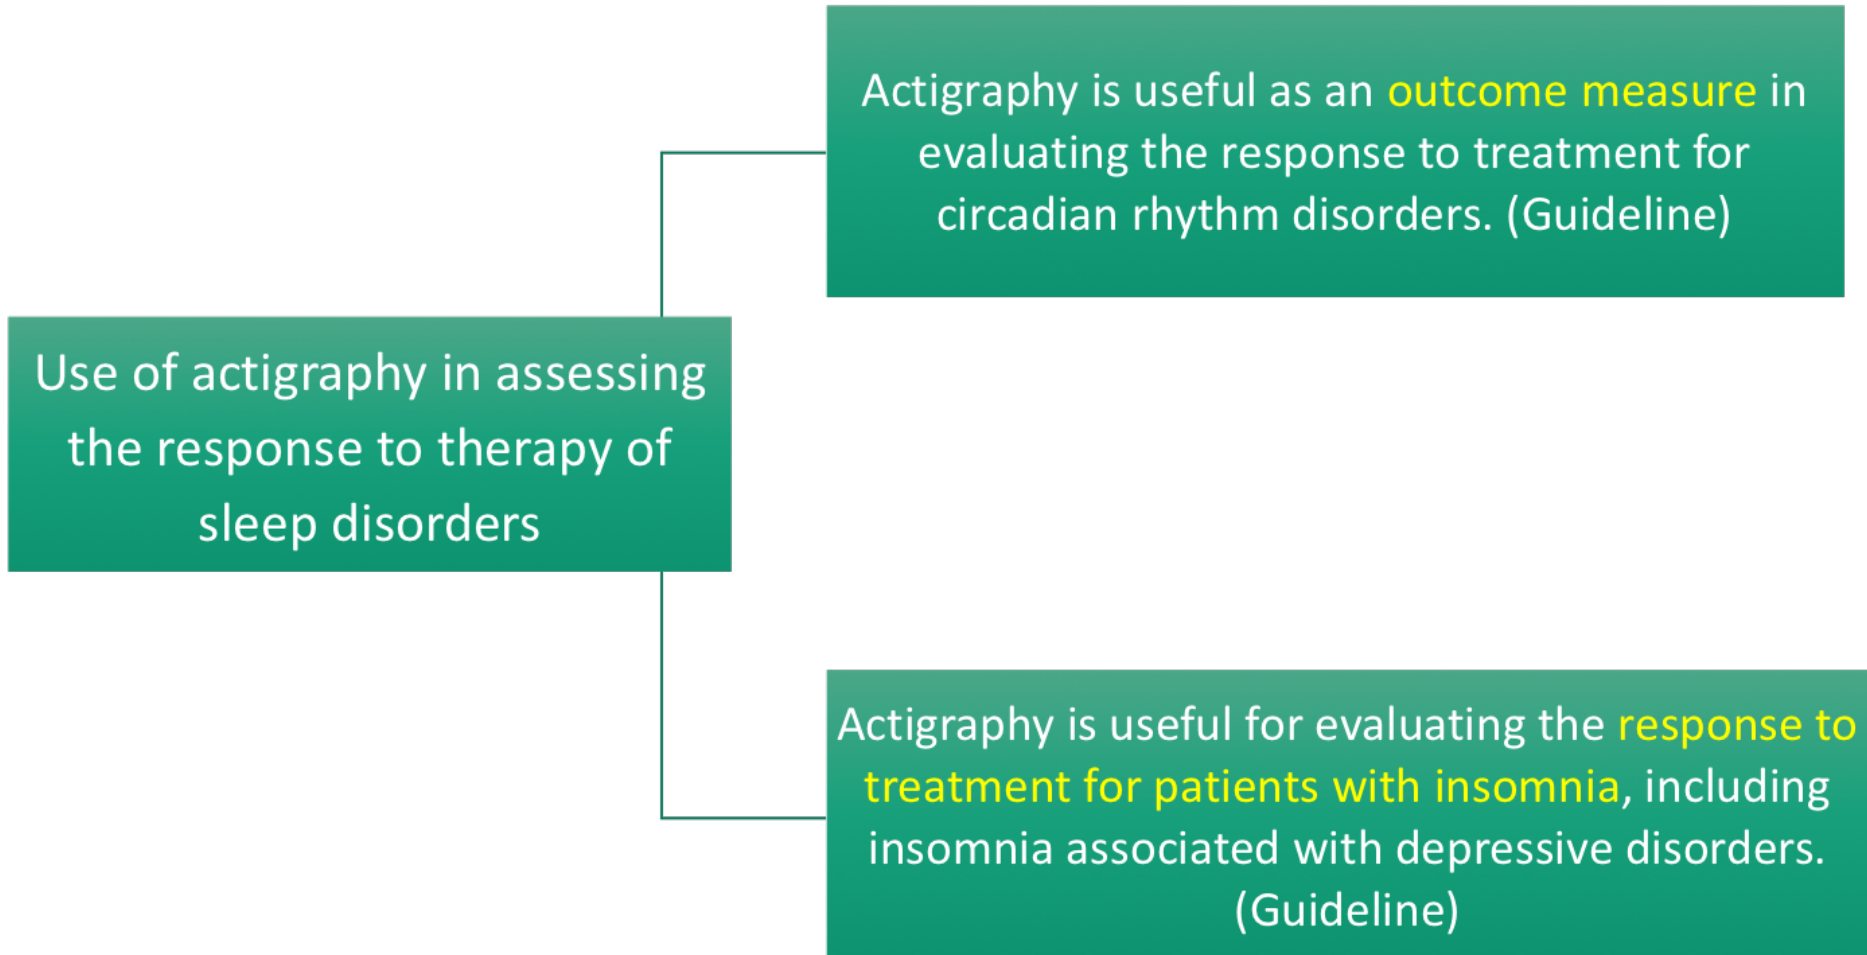 Actigraphy is useful as an outcome measure in
evaluating the response to treatment for
circadian rhythm disorders. (Guideline)
Use of actigraphy in assessing
the response to therapy of
sleep disorders
Actigraphy is useful for evaluating the response to
treatment for patients with insomnia, including
insomnia associated with depressive disorders.
(Guideline)